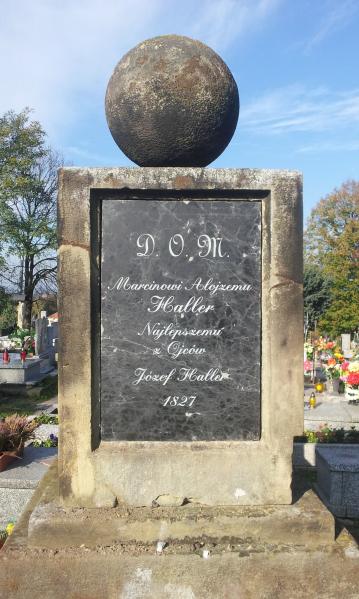 D. O. M.
Marcinowi Alojzemu
Haller
Najlepszemu
z Ojców
Józef Haller
1827